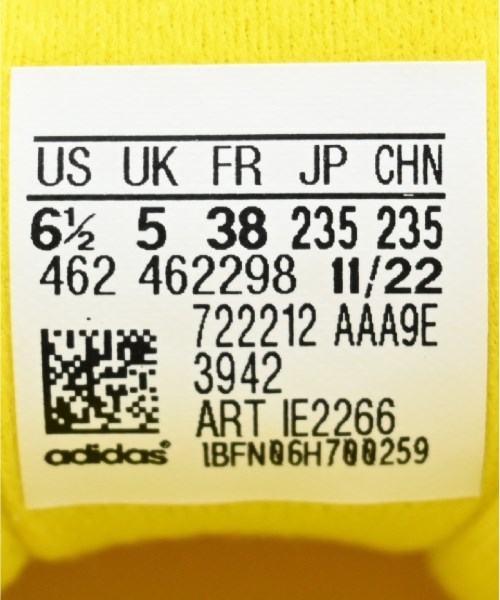 US UK FR JP CHN
6½ 5 38 235 235
462 462298 11/22
722212 AAA9E
3942
ART IE2266
adidas® 1BFN06H700259